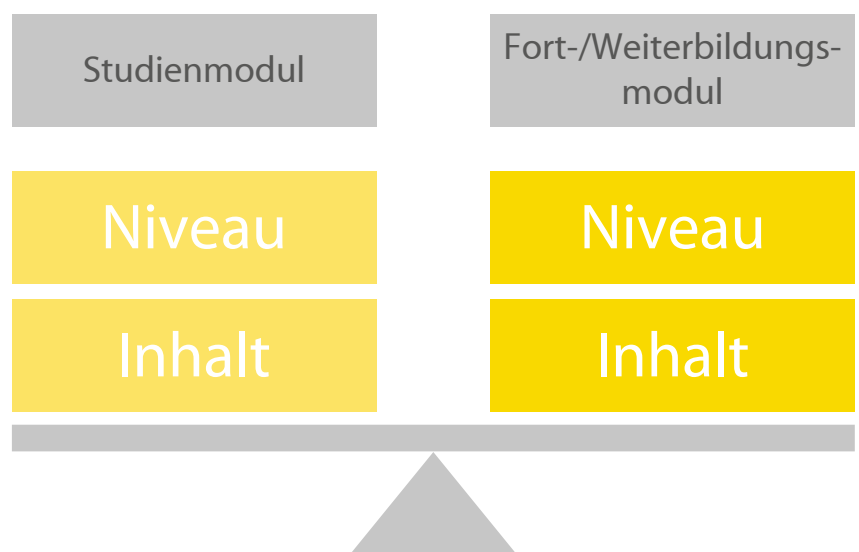 Studienmodul
Fort-/Weiterbildungs-
modul
Niveau
Niveau
Inhalt
Inhalt